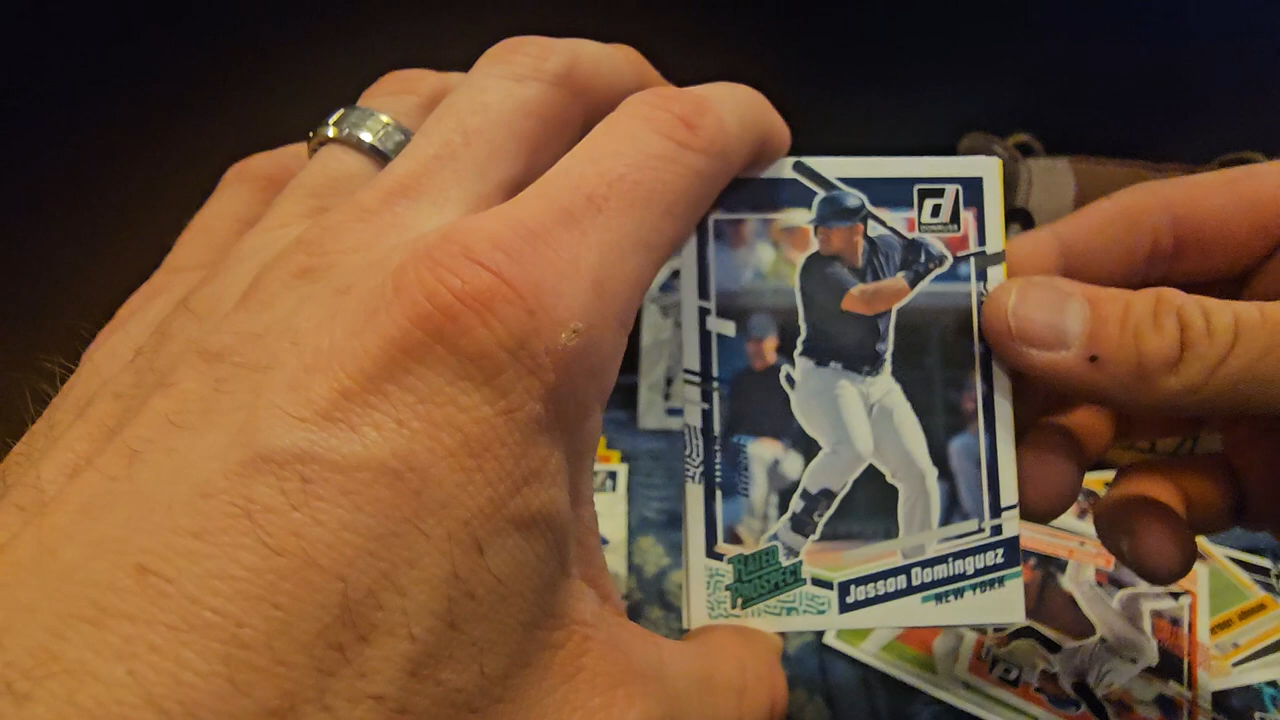 d
DONRUSS
RATED
PROSPECT
Jasson Dominguez
NEW YORK